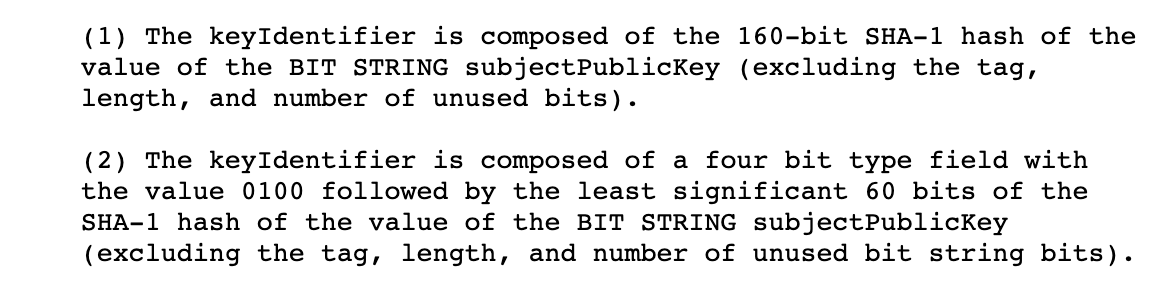 (1) The keyIdentifier is composed of the 160-bit SHA-1 hash of the
value of the BIT STRING subjectPublicKey (excluding the tag,
length, and number of unused bits).
(2) The keyIdentifier is composed of a four bit type field with
the value 0100 followed by the least significant 60 bits of the
SHA-1 hash of the value of the BIT STRING subjectPublicKey
(excluding the tag, length, and number of unused bit string bits).